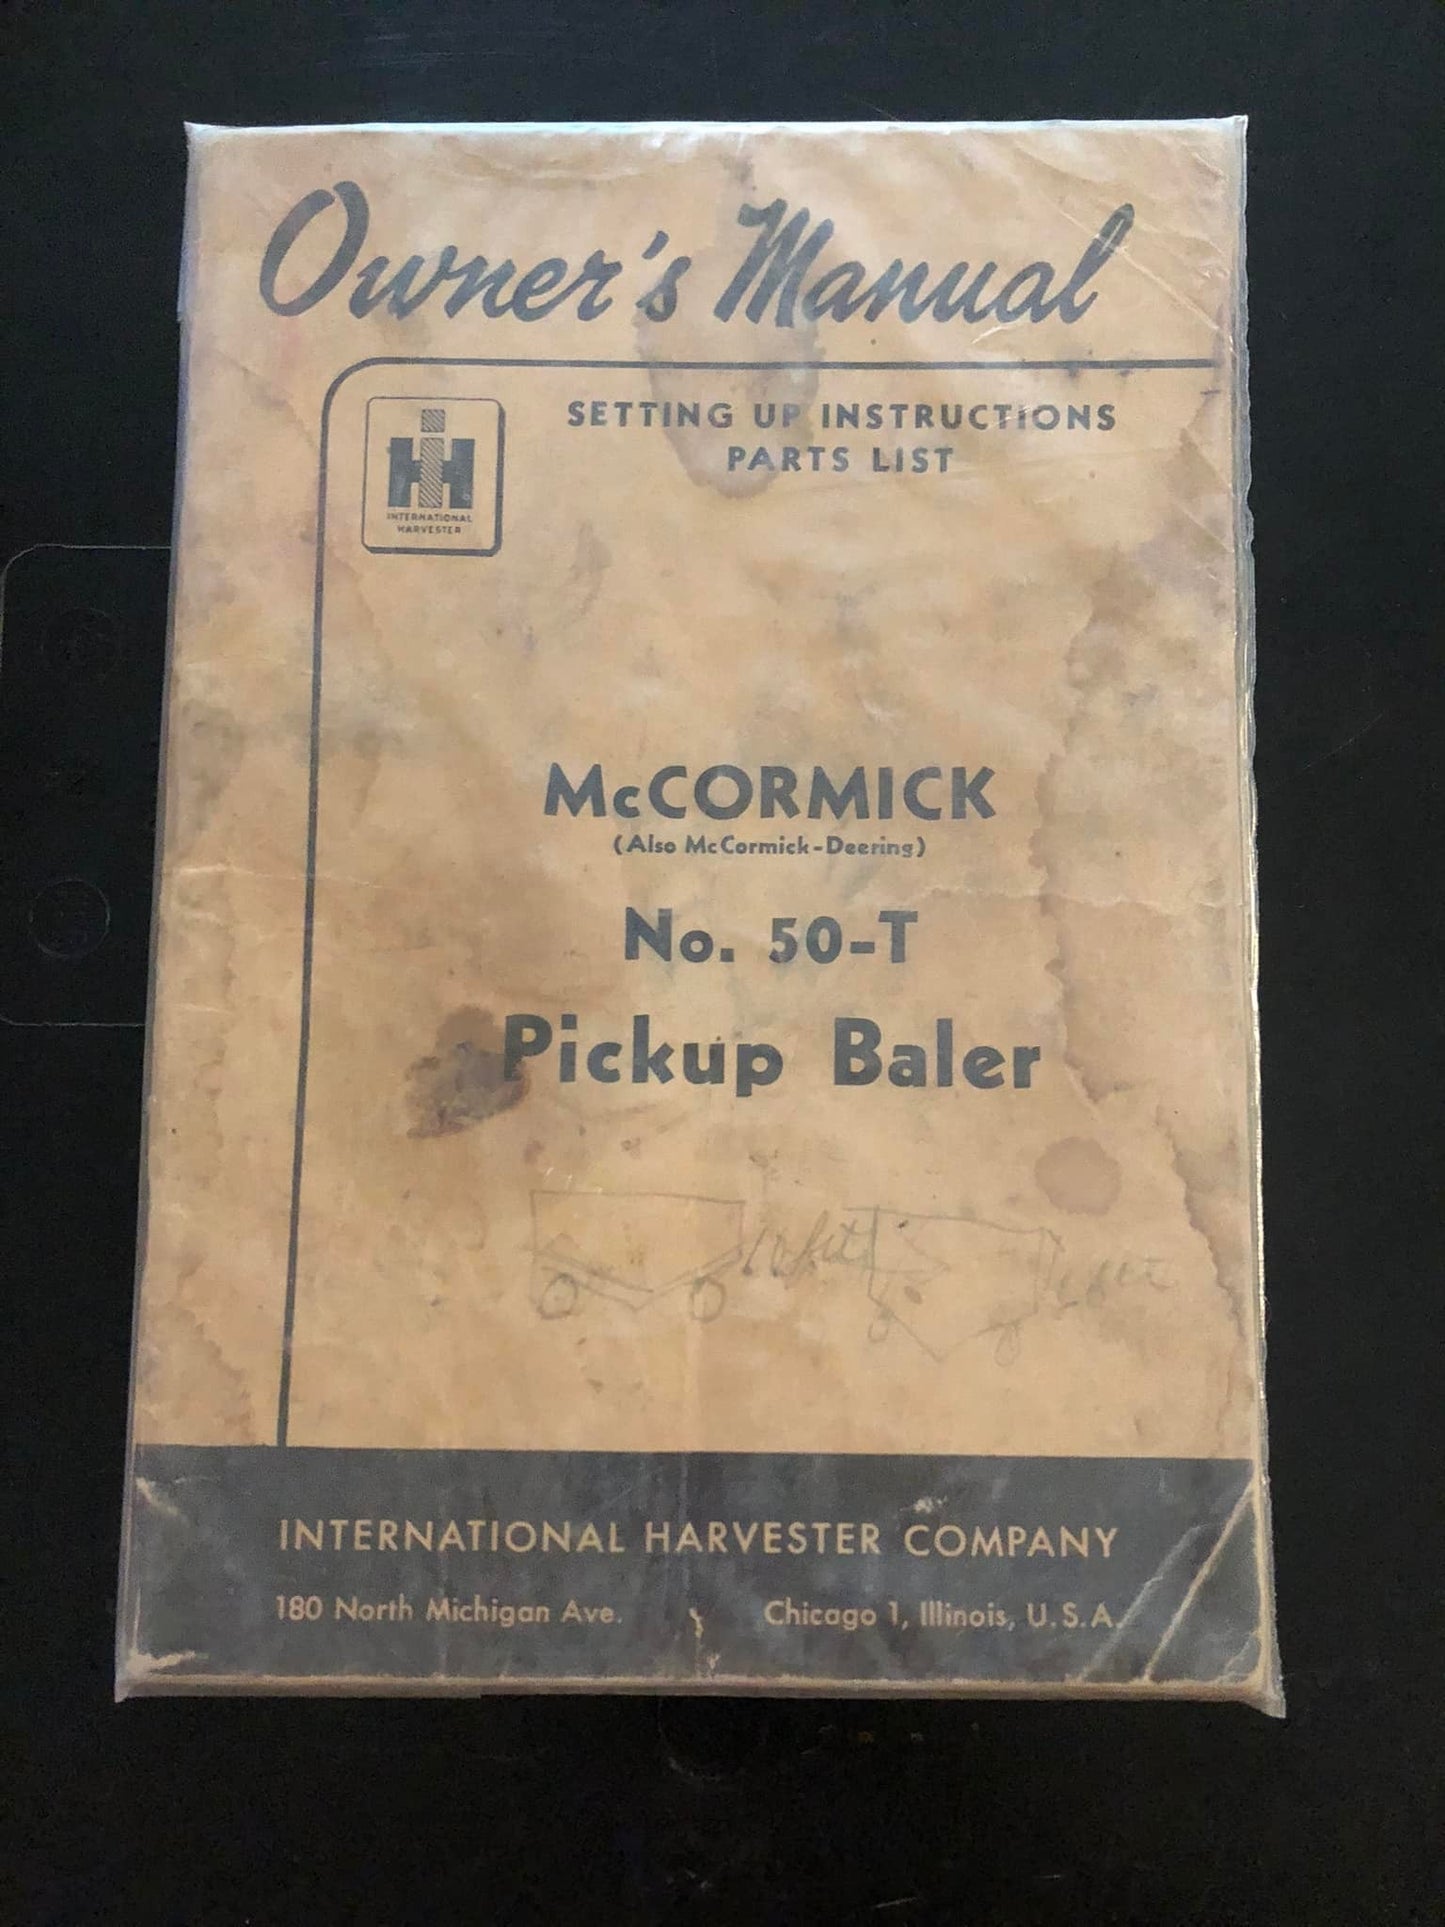 Owner's Manual
SETTING UP INSTRUCTIONS
PARTS LIST
IH
INTERNATIONAL
HARVESTER
McCORMICK
(Also McCormick-Deering)
No. 50-T
Pickup Baler
INTERNATIONAL HARVESTER COMPANY
180 North Michigan Ave. Chicago 1, Illinois, U.S.A.